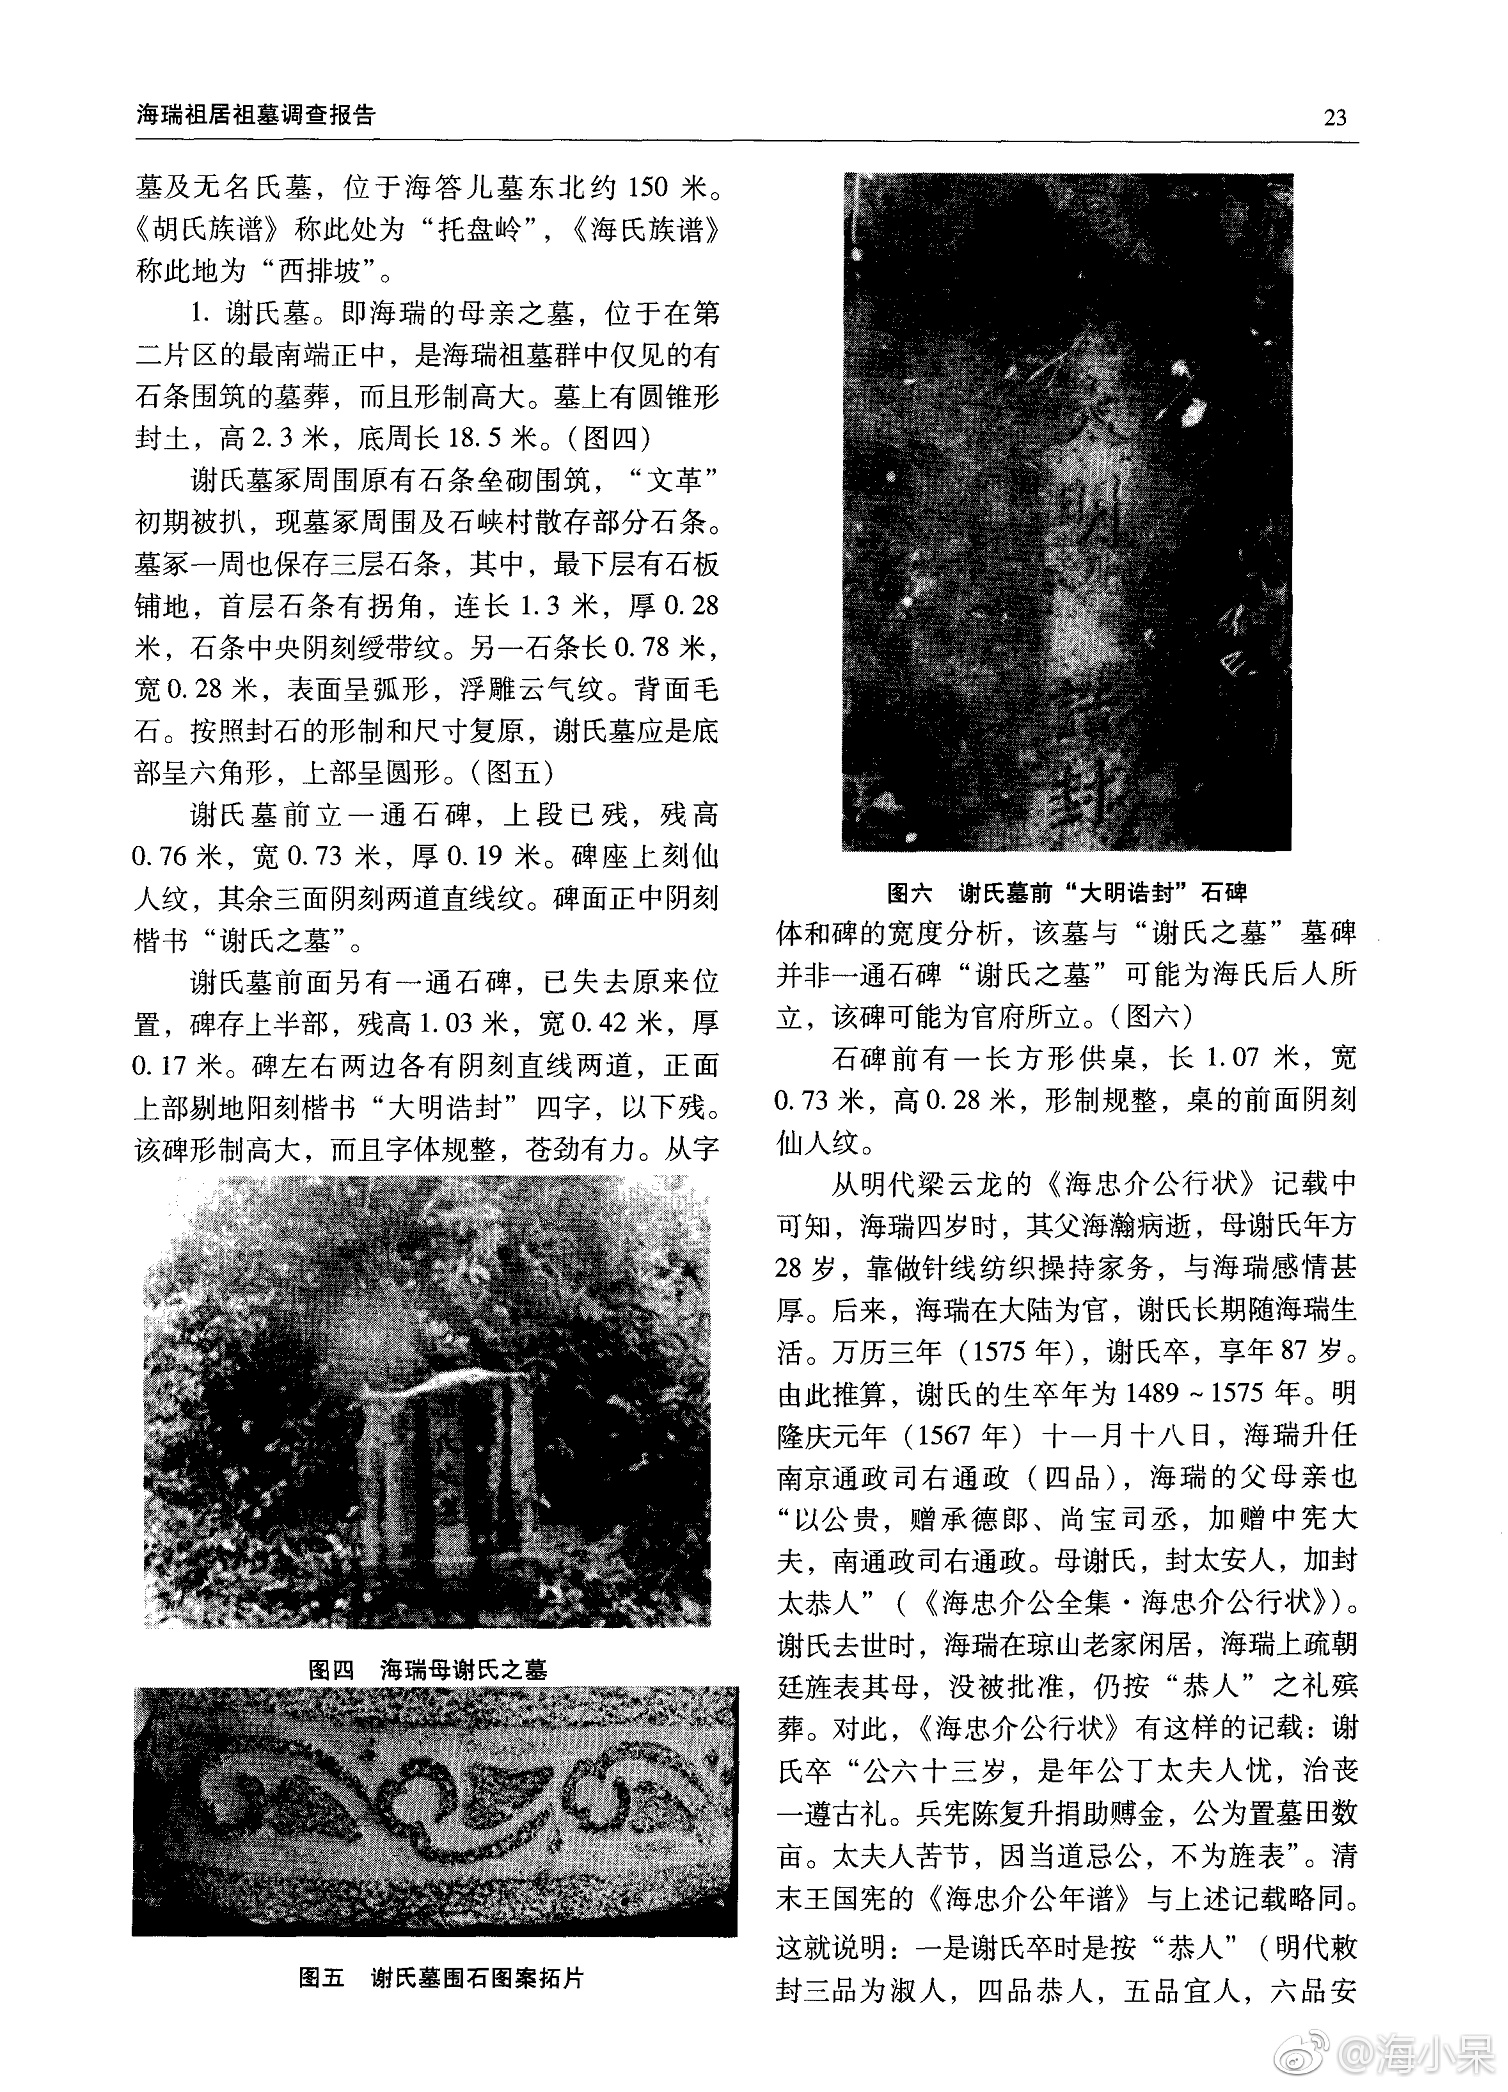 海瑞祖居祖墓调查报告
23
墓及无名氏墓，位于海答儿墓东北约 150 米。
《胡氏族谱》称此处为“托盘岭”，《海氏族谱》
称此地为“西排坡”。
1. 谢氏墓。即海瑞的母亲之墓，位于在第
二片区的最南端正中，是海瑞祖墓群中仅见的有
石条围筑的墓葬，而且形制高大。墓上有圆锥形
封土，高 2.3 米，底周长 18.5 米。（图四）
谢氏墓冢周围原有石条垒砌围筑，“文革”
初期被扒，现墓冢周围及石峡村散存部分石条。
墓冢一周也保存三层石条，其中，最下层有石板
铺地，首层石条有拐角，连长 1.3 米，厚 0.28
米，石条中央阴刻绶带纹。另一石条长 0.78 米，
宽 0.28 米，表面呈弧形，浮雕云气纹。背面毛
石。按照封石的形制和尺寸复原，谢氏墓应是底
部呈六角形，上部呈圆形。（图五）
谢氏墓前立一通石碑，上段已残，残高
0.76 米，宽 0.73 米，厚 0.19 米。碑座上刻仙
人纹，其余三面阴刻两道直线纹。碑面正中阴刻
楷书“谢氏之墓”。
谢氏墓前面另有一通石碑，已失去原来位
置，碑存上半部，残高 1.03 米，宽 0.42 米，厚
0.17 米。碑左右两边各有阴刻直线两道，正面
上部剔地阳刻楷书“大明诰封”四字，以下残。
该碑形制高大，而且字体规整，苍劲有力。从字
图四 海瑞母谢氏之墓
图五 谢氏墓围石图案拓片
大明诰封
图六 谢氏墓前“大明诰封”石碑
体和碑的宽度分析，该墓与“谢氏之墓”墓碑
并非一通石碑“谢氏之墓”可能为海氏后人所
立，该碑可能为官府所立。（图六）
石碑前有一长方形供桌，长 1.07 米，宽
0.73 米，高 0.28 米，形制规整，桌的前面阴刻
仙人纹。
从明代梁云龙的《海忠介公行状》记载中
可知，海瑞四岁时，其父海瀚病逝，母谢氏年方
28 岁，靠做针线纺织操持家务，与海瑞感情甚
厚。后来，海瑞在大陆为官，谢氏长期随海瑞生
活。万历三年（1575 年），谢氏卒，享年 87 岁。
由此推算，谢氏的生卒年为 1489～1575 年。明
隆庆元年（1567 年）十一月十八日，海瑞升任
南京通政司右通政（四品），海瑞的父母亲也
“以公贵，赠承德郎、尚宝司丞，加赠中宪大
夫，南通政司右通政。母谢氏，封太安人，加封
太恭人”（《海忠介公全集·海忠介公行状》）。
谢氏去世时，海瑞在琼山老家闲居，海瑞上疏朝
廷旌表其母，没被批准，仍按“恭人”之礼殡
葬。对此，《海忠介公行状》有这样的记载：谢
氏卒“公六十三岁，是年公丁太夫人忧，治丧
一遵古礼。兵宪陈复升捐助赙金，公为置墓田数
亩。太夫人苦节，因当道忌公，不为旌表”。清
末王国宪的《海忠介公年谱》与上述记载略同。
这就说明：一是谢氏卒时是按“恭人”（明代敕
封三品为淑人，四品恭人，五品宜人，六品安
@海小呆